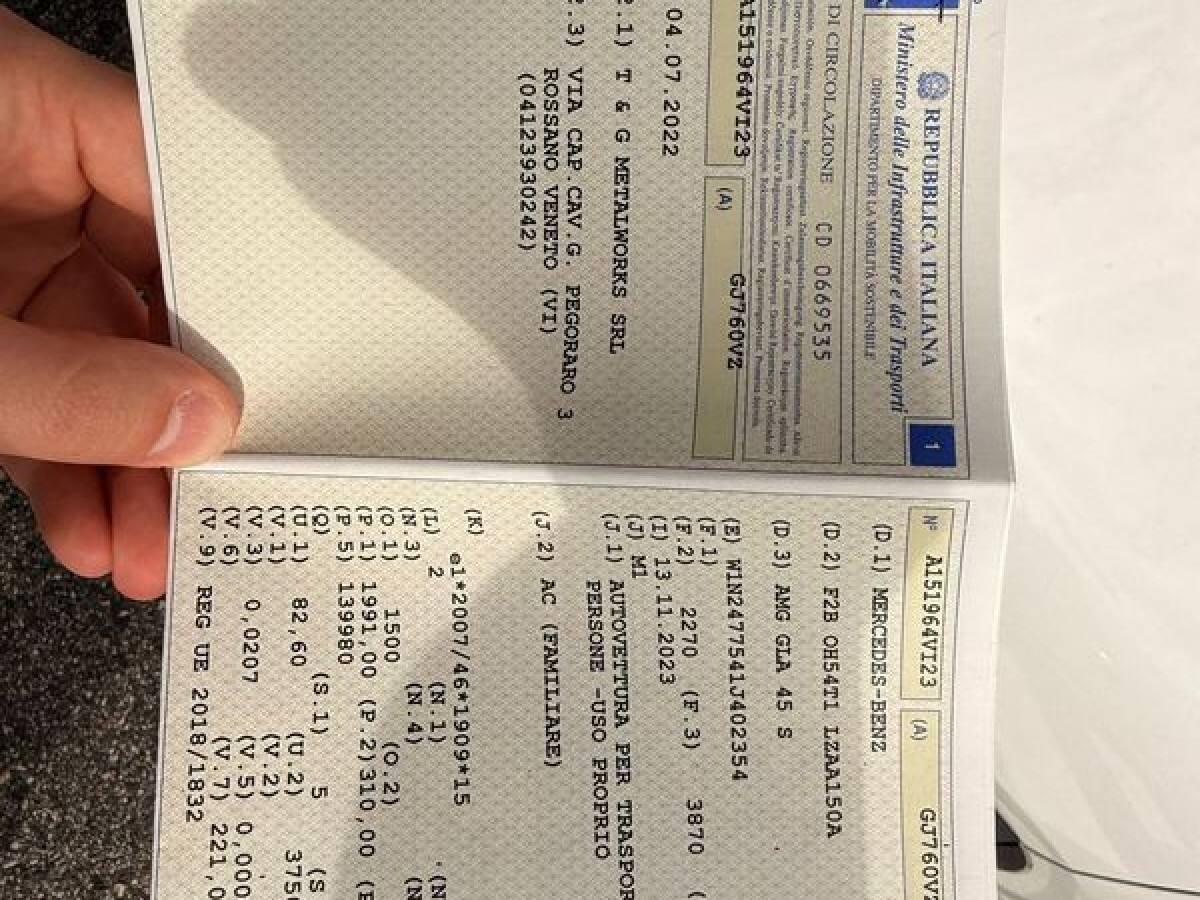 REPUBBLICA ITALIANA
Ministero delle Infrastrutture e dei Trasporti
DIPARTIMENTO PER LA MOBILITÀ SOSTENIBILE
1
DI CIRCOLAZIONE CD 0669535
A151964VI23 (A) GJ760VZ
04.07.2022
.1) T & G METALWORKS SRL
.3) VIA CAP.CAV.G. PEGORARO 3
ROSSANO VENETO (VI)
(04123930242)
N° A151964VI23 (A) GJ760VZ
(D.1) MERCEDES-BENZ
(D.2) F2B OH54T1 LZAA150A
(D.3) AMG GLA 45 S
(E) W1N2477541J402354
(F.1)
(F.2) 2270 (F.3) 3870 (
(I) 13.11.2023
(J) M1
(J.1) AUTOVETTURA PER TRASPOR
PERSONE -USO PROPRIO
(J.2) AC (FAMILIARE)
(K) e1*2007/46*1909*15
(L) 2 (N.1) (N
(N.3) (N.4) (N
(O.1) 1500 (O.2)
(P.1) 1991,00 (P.2)310,00 (P
(P.5) 139980
(Q) (S.1) 5 (S
(U.1) 82,60 (U.2) 375
(V.1) (V.2)
(V.3) 0,0207 (V.5) 0,000
(V.6) (V.7) 221,0
(V.9) REG UE 2018/1832